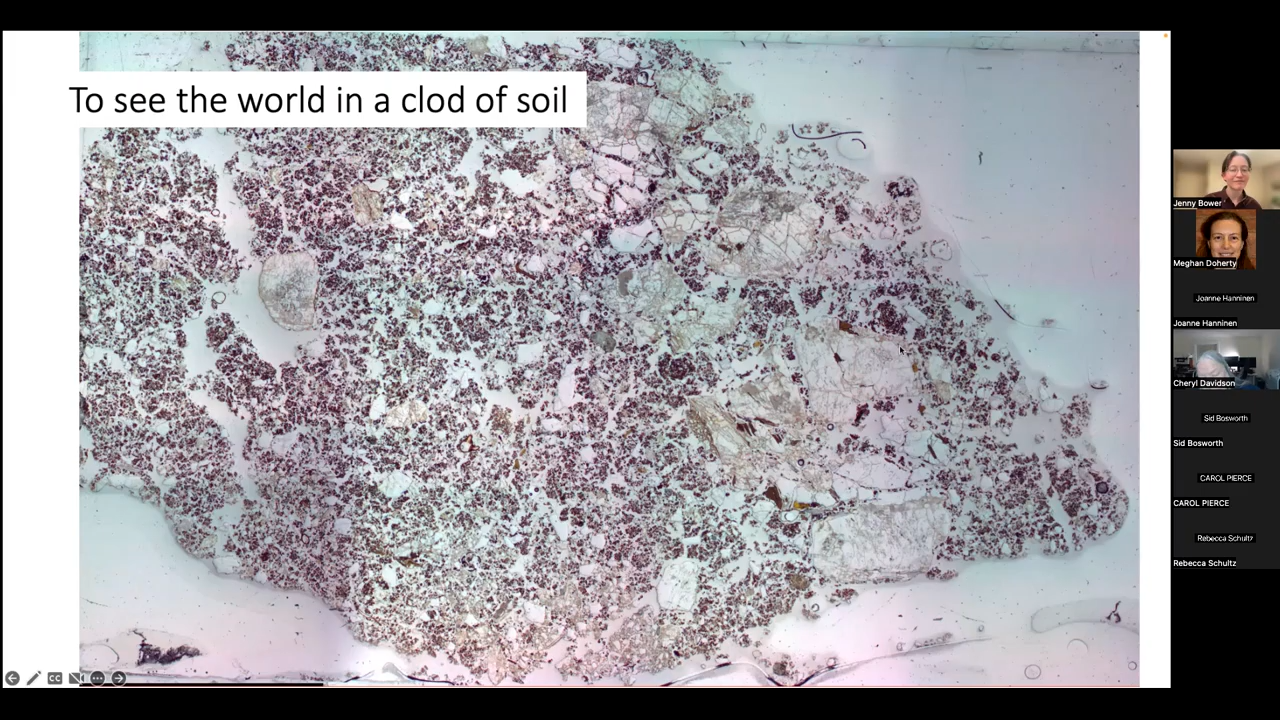 To see the world in a clod of soil
Jenny Bower
Meghan Doherty
Joanne Hanninen
Joanne Hanninen
Cheryl Davidson
Sid Bosworth
Sid Bosworth
CAROL PIERCE
CAROL PIERCE
Rebecca Schultz
Rebecca Schultz
CC